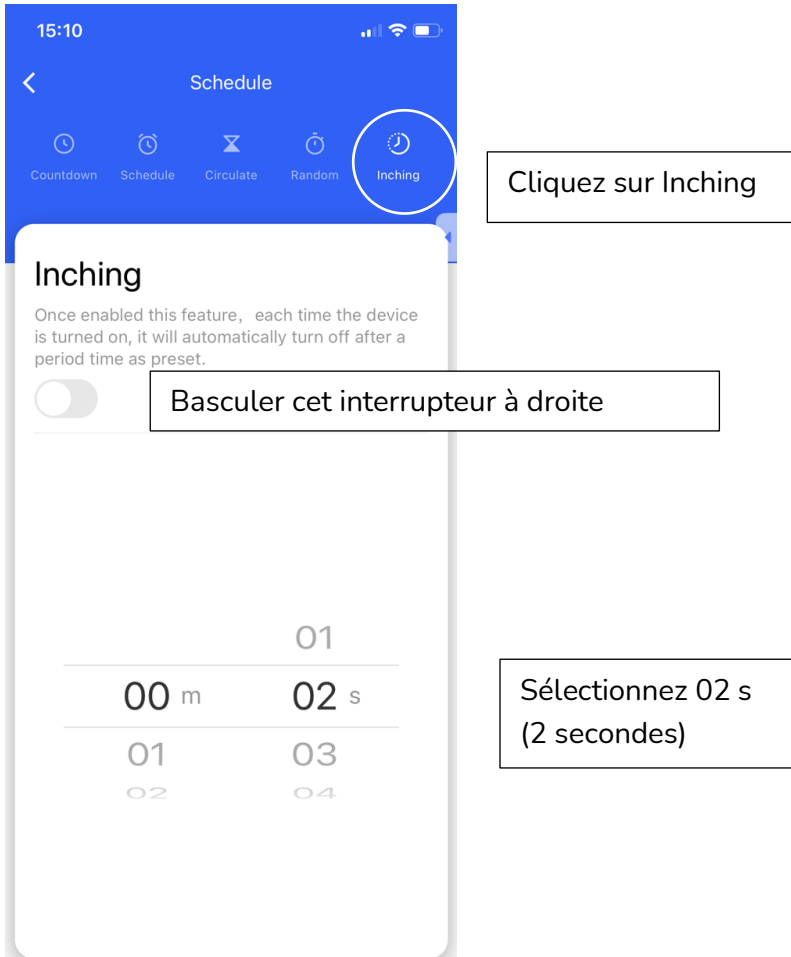 15:10
Schedule
Countdown
Schedule
Circulate
Random
Inching
Cliquez sur Inching
Inching
Once enabled this feature, each time the device
is turned on, it will automatically turn off after a
period time as preset.
Basculer cet interrupteur à droite
01
00 m 02 s
01 03
02 04
Sélectionnez 02 s
(2 secondes)